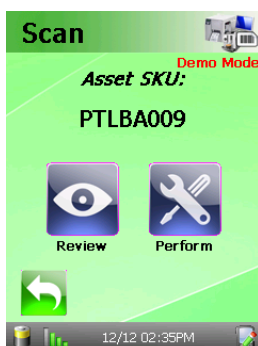 Scan
Demo Mode
Asset SKU:
PTLBA009
Review Perform
12/12 02:35PM